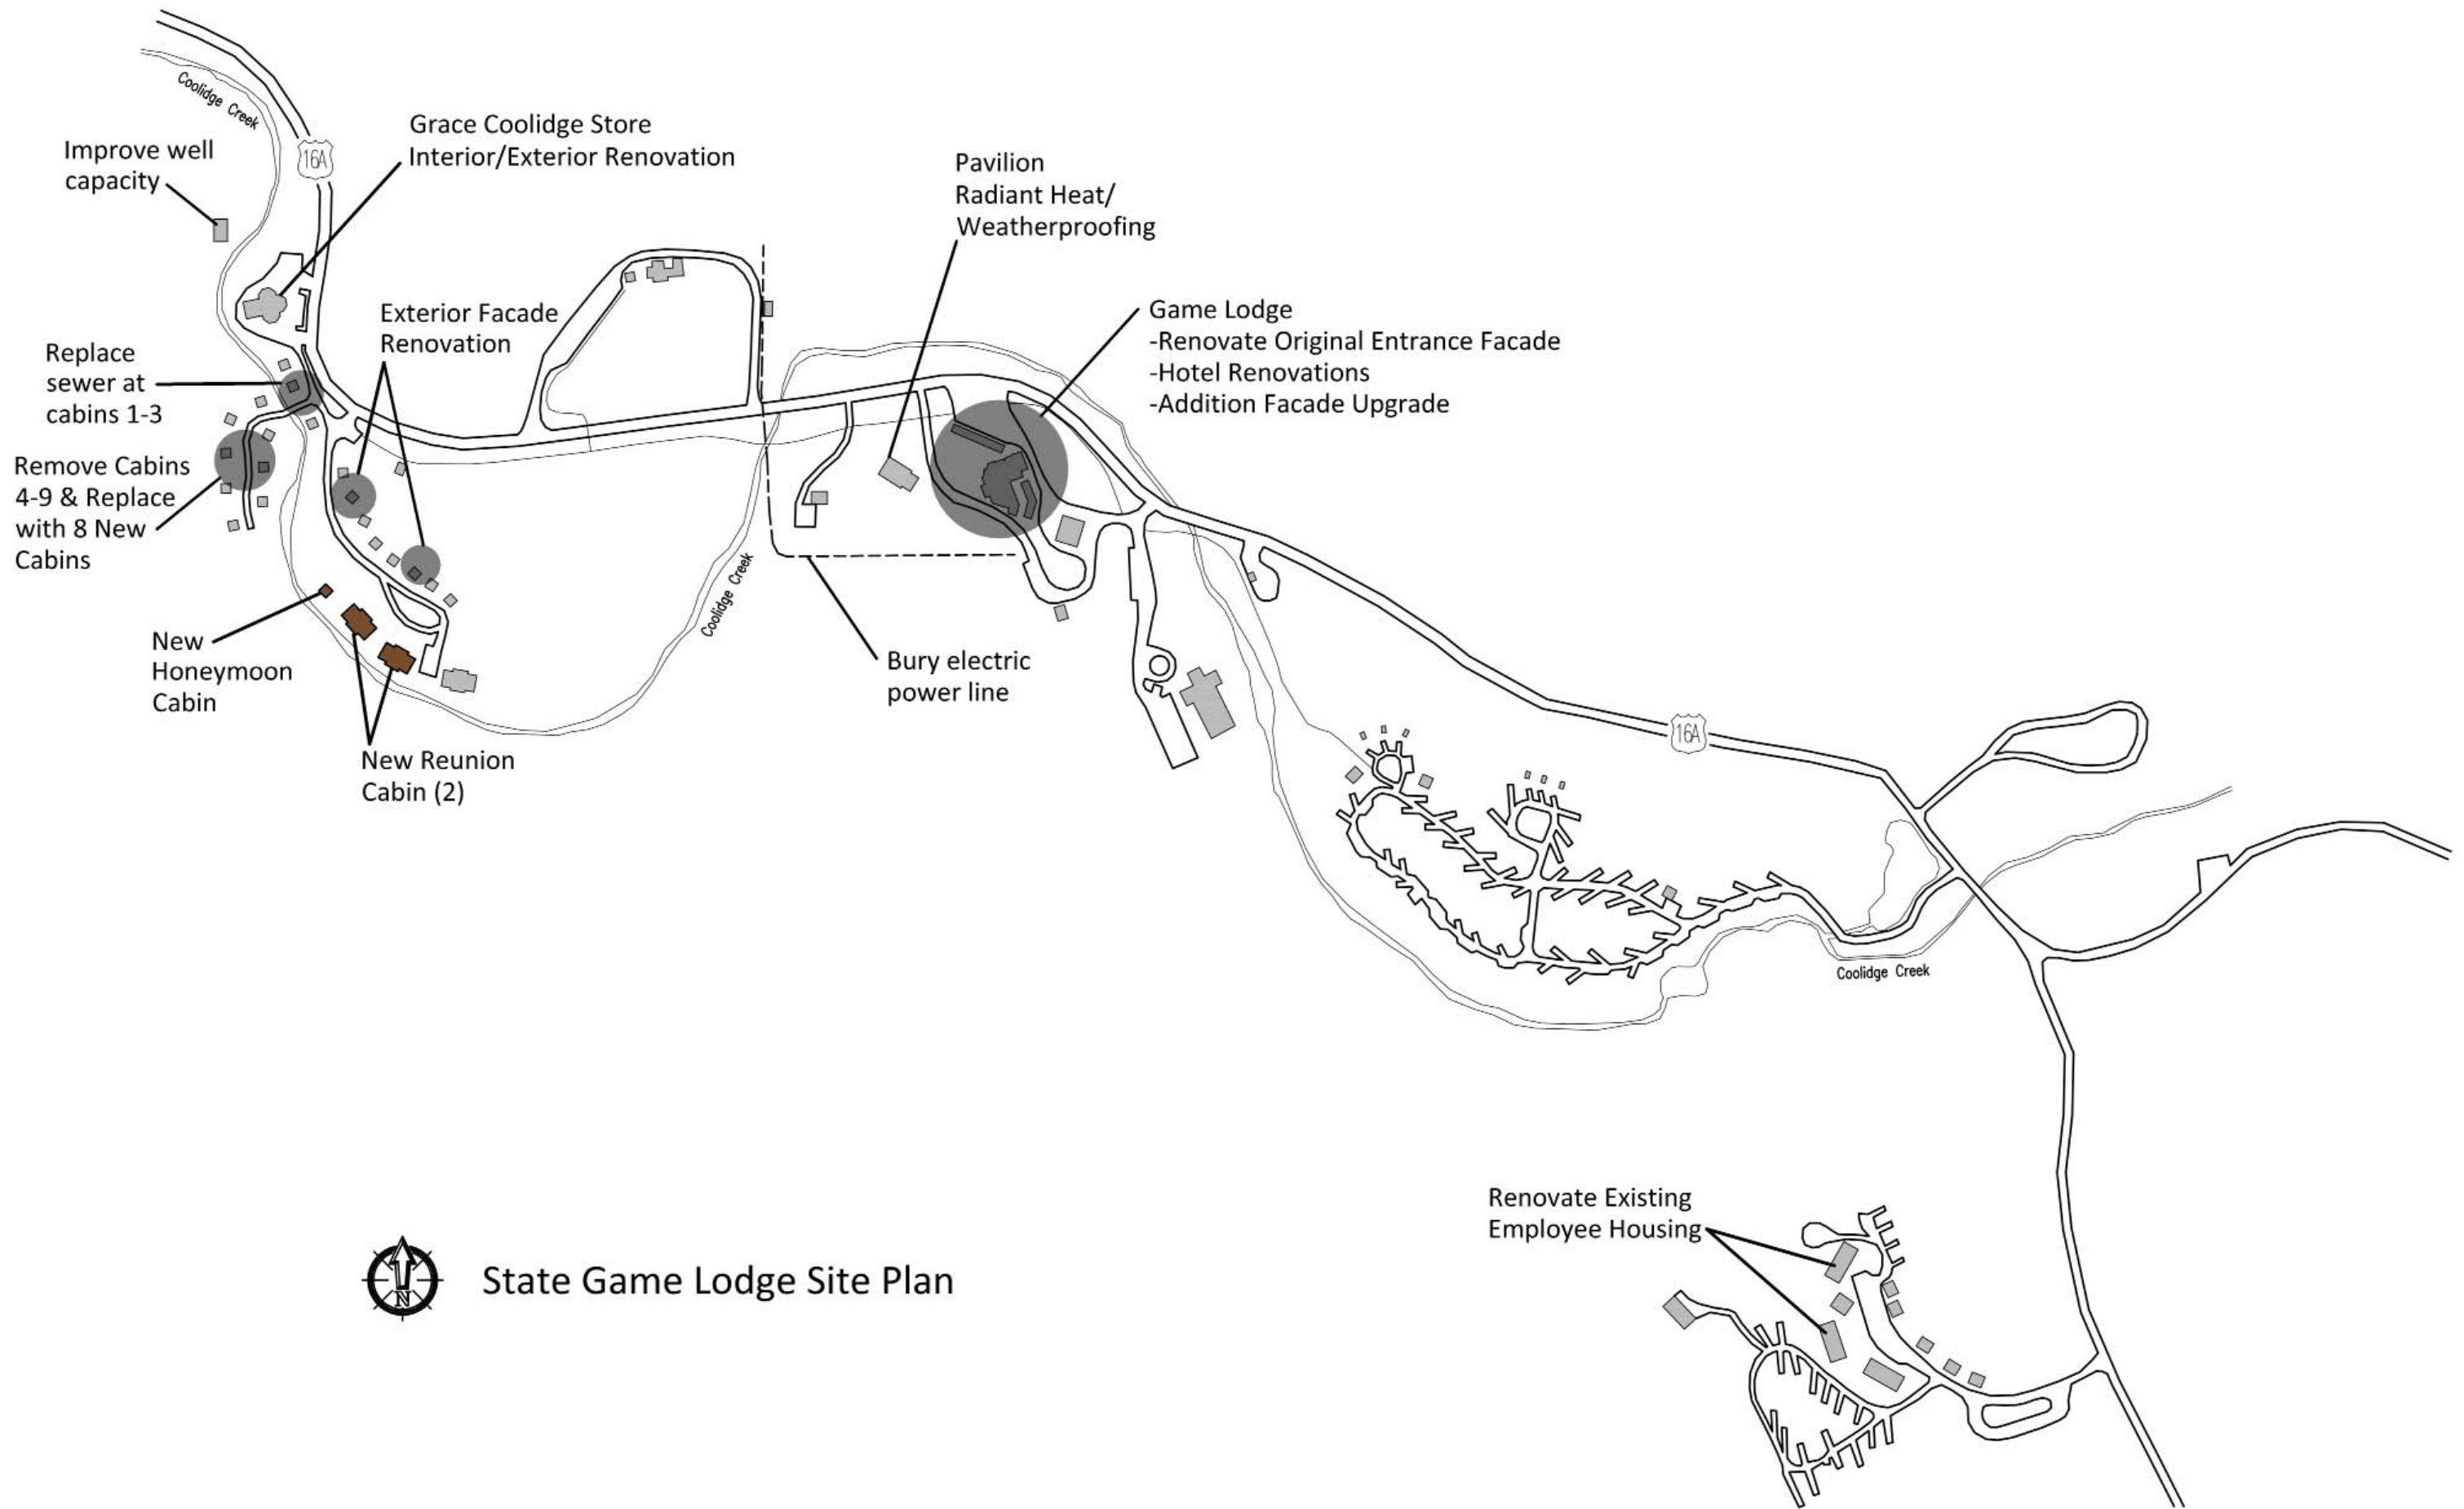 Coolidge Creek
16A
Improve well
capacity
Grace Coolidge Store
Interior/Exterior Renovation
Pavilion
Radiant Heat/
Weatherproofing
Exterior Facade
Renovation
Game Lodge
-Renovate Original Entrance Facade
-Hotel Renovations
-Addition Facade Upgrade
Replace
sewer at
cabins 1-3
Remove Cabins
4-9 & Replace
with 8 New
Cabins
Coolidge Creek
New
Honeymoon
Cabin
Bury electric
power line
New Reunion
Cabin (2)
16A
Coolidge Creek
Renovate Existing
Employee Housing
N
State Game Lodge Site Plan